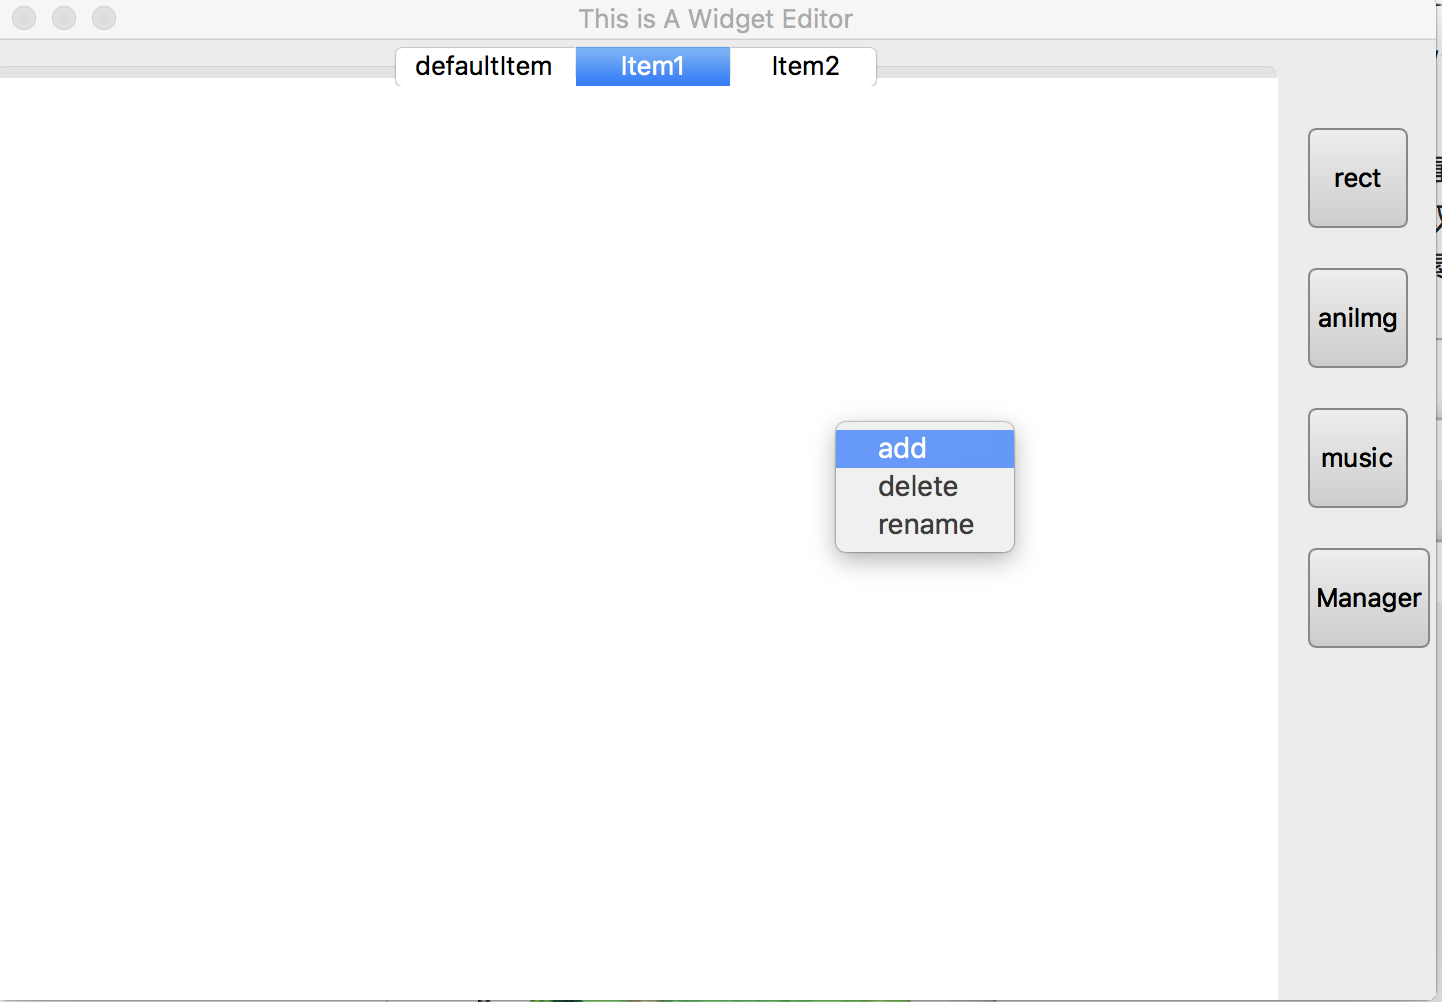 This is A Widget Editor
defaultItem Item1 Item2
rect
aniImg
music
Manager
add
delete
rename